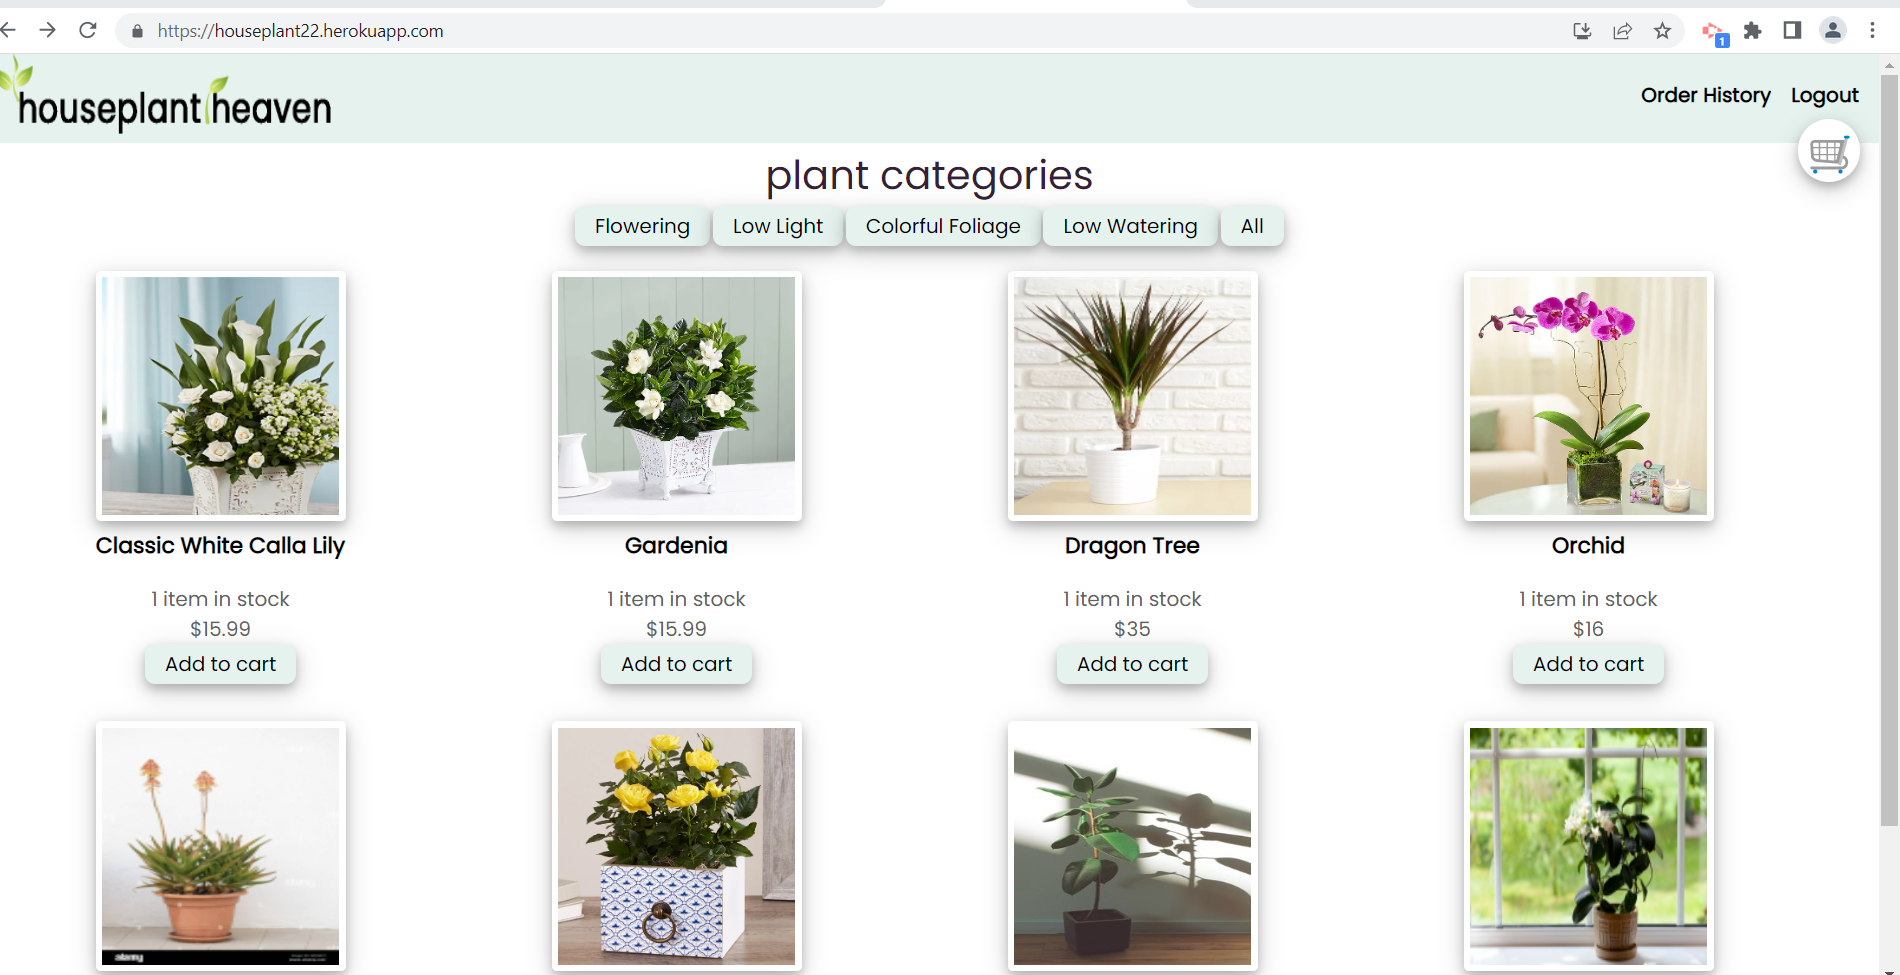 https://houseplant22.herokuapp.com
1
houseplant heaven
Order History Logout
plant categories
Flowering Low Light Colorful Foliage Low Watering All
Classic White Calla Lily Gardenia Dragon Tree Orchid
1 item in stock 1 item in stock 1 item in stock 1 item in stock
$15.99 $15.99 $35 $16
Add to cart Add to cart Add to cart Add to cart
alamy